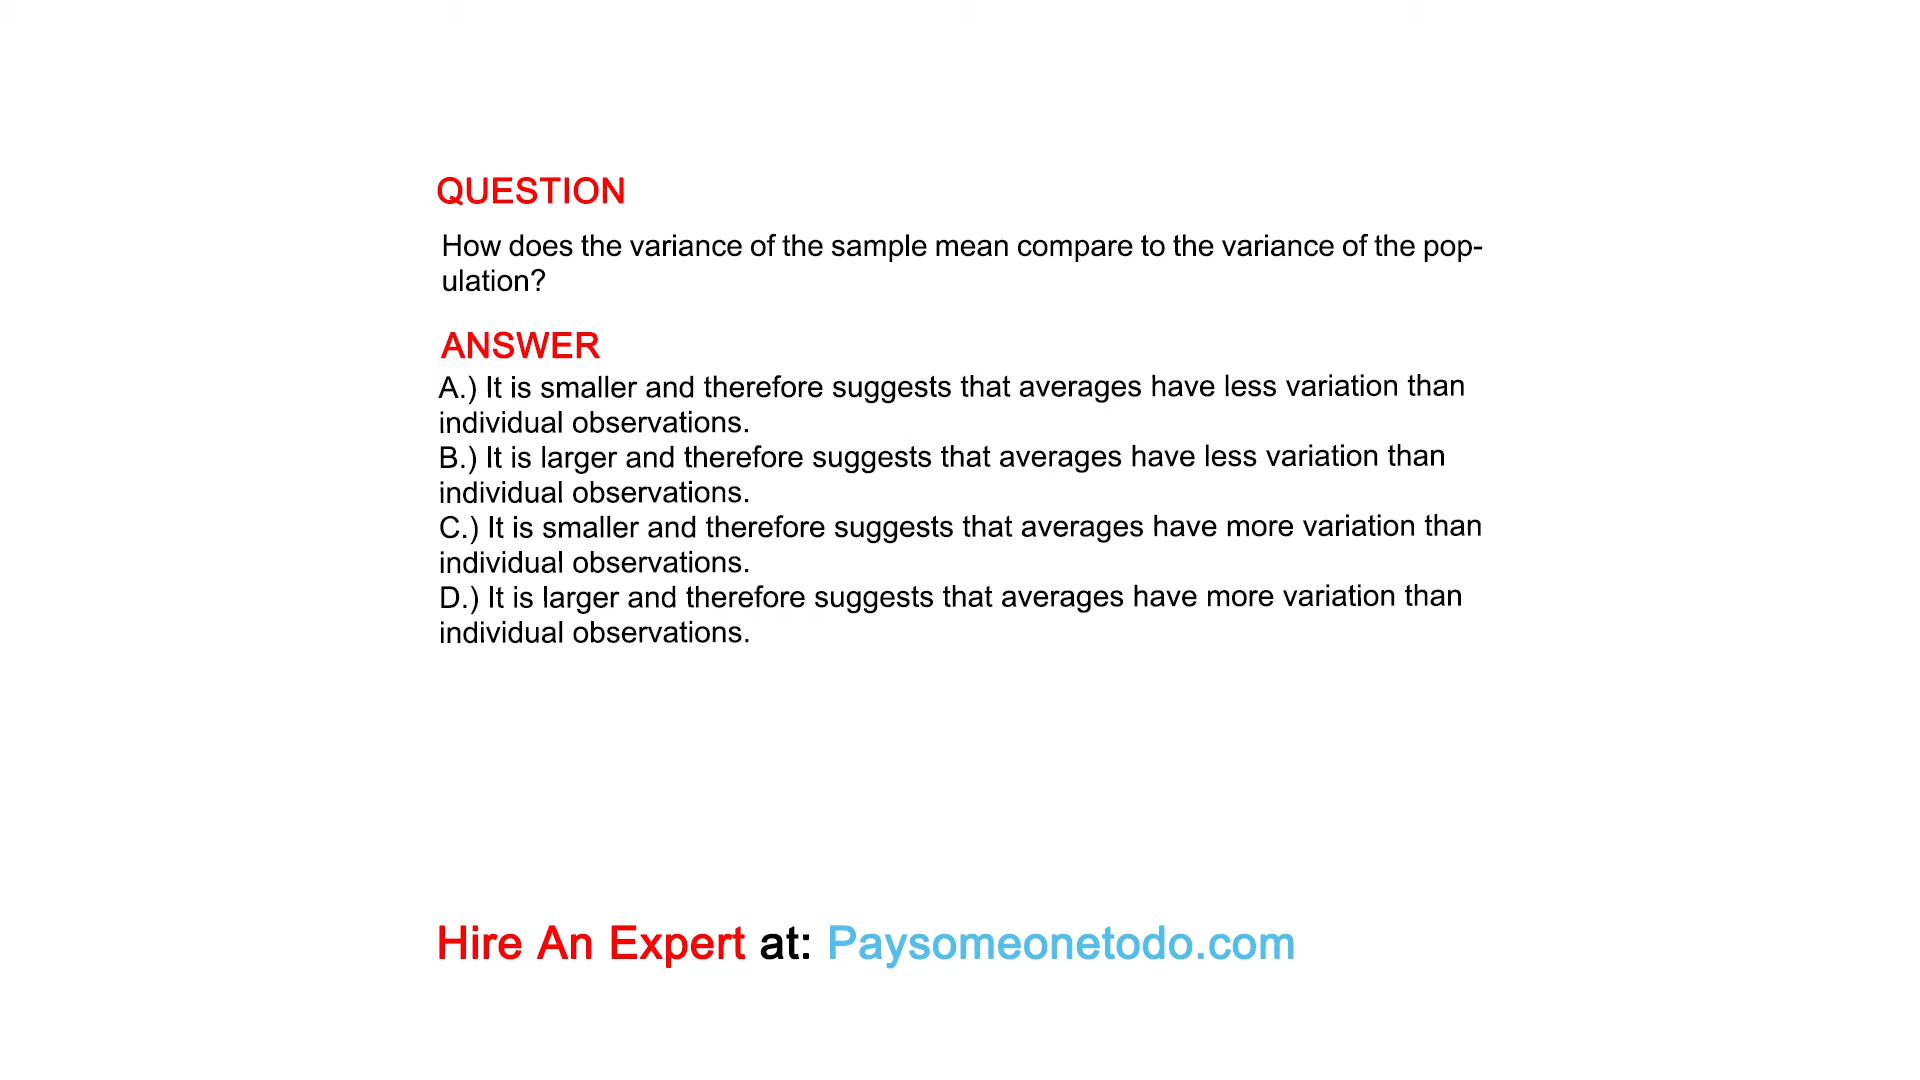 QUESTION
How does the variance of the sample mean compare to the variance of the pop-
ulation?
ANSWER
A.) It is smaller and therefore suggests that averages have less variation than
individual observations.
B.) It is larger and therefore suggests that averages have less variation than
individual observations.
C.) It is smaller and therefore suggests that averages have more variation than
individual observations.
D.) It is larger and therefore suggests that averages have more variation than
individual observations.
Hire An Expert at: Paysomeonetodo.com